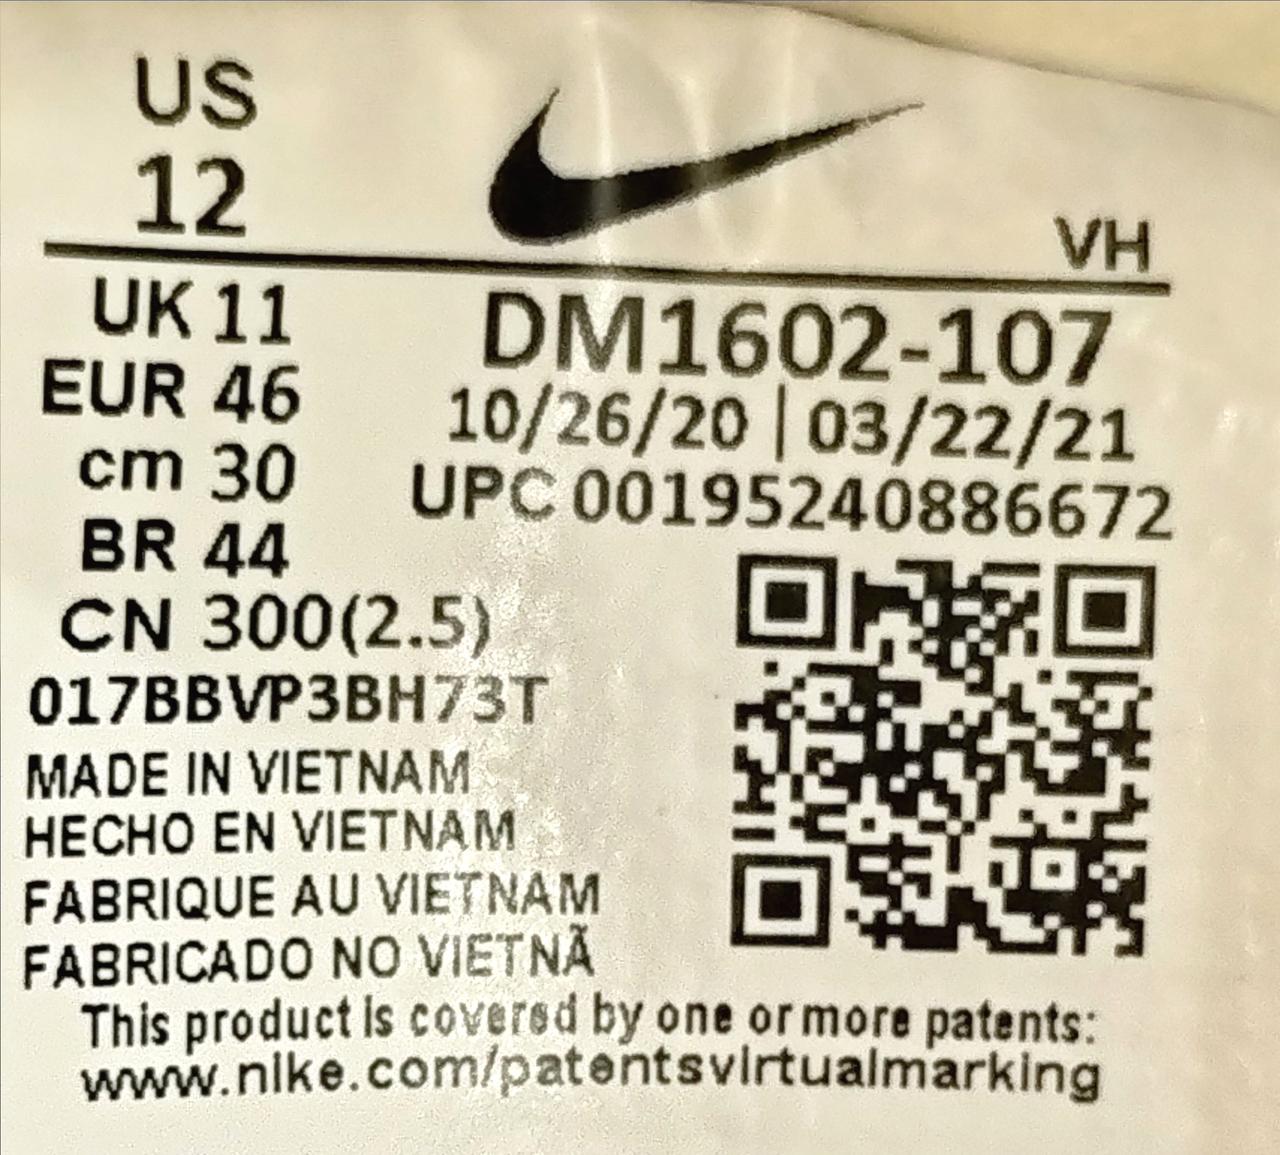 US
12
VH
UK 11
EUR 46
cm 30
BR 44
CN 300(2.5)
DM1602-107
10/26/20 | 03/22/21
UPC 00195240886672
017BBVP3BH73T
MADE IN VIETNAM
HECHO EN VIETNAM
FABRIQUE AU VIETNAM
FABRICADO NO VIETNÃ
This product is covered by one or more patents:
www.nike.com/patentsvirtualmarking